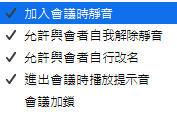 ✓ 加入會議時靜音
✓ 允許與會者自我解除靜音
✓ 允許與會者自行改名
✓ 進出會議時播放提示音
會議加鎖